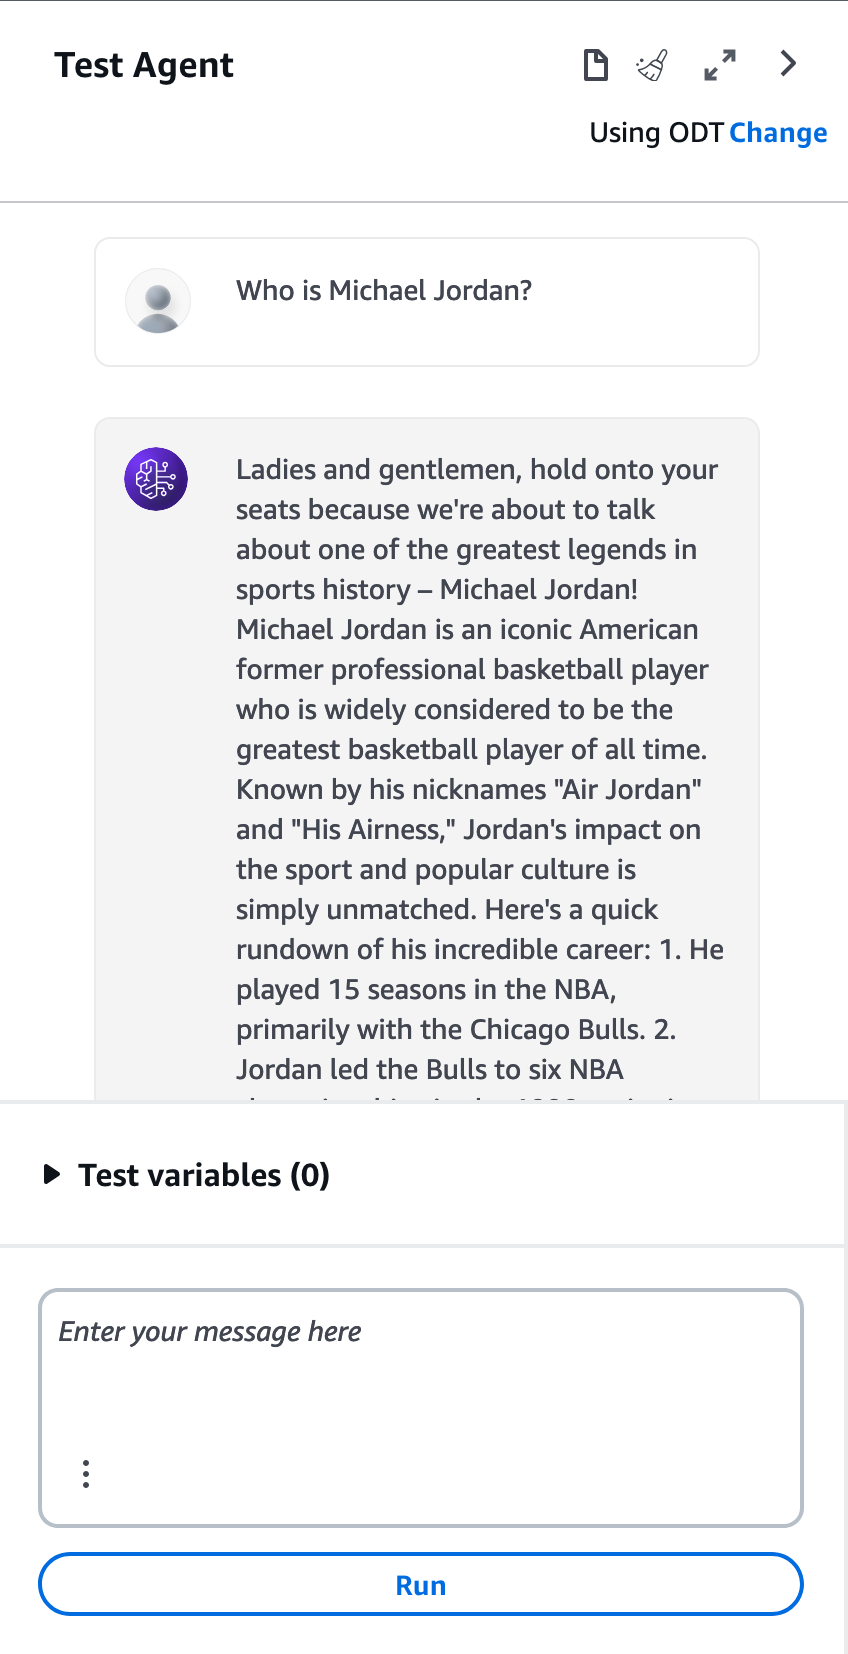 Test Agent
Using ODT Change
Who is Michael Jordan?
Ladies and gentlemen, hold onto your
seats because we're about to talk
about one of the greatest legends in
sports history – Michael Jordan!
Michael Jordan is an iconic American
former professional basketball player
who is widely considered to be the
greatest basketball player of all time.
Known by his nicknames "Air Jordan"
and "His Airness," Jordan's impact on
the sport and popular culture is
simply unmatched. Here's a quick
rundown of his incredible career: 1. He
played 15 seasons in the NBA,
primarily with the Chicago Bulls. 2.
Jordan led the Bulls to six NBA
Test variables (0)
Enter your message here
Run